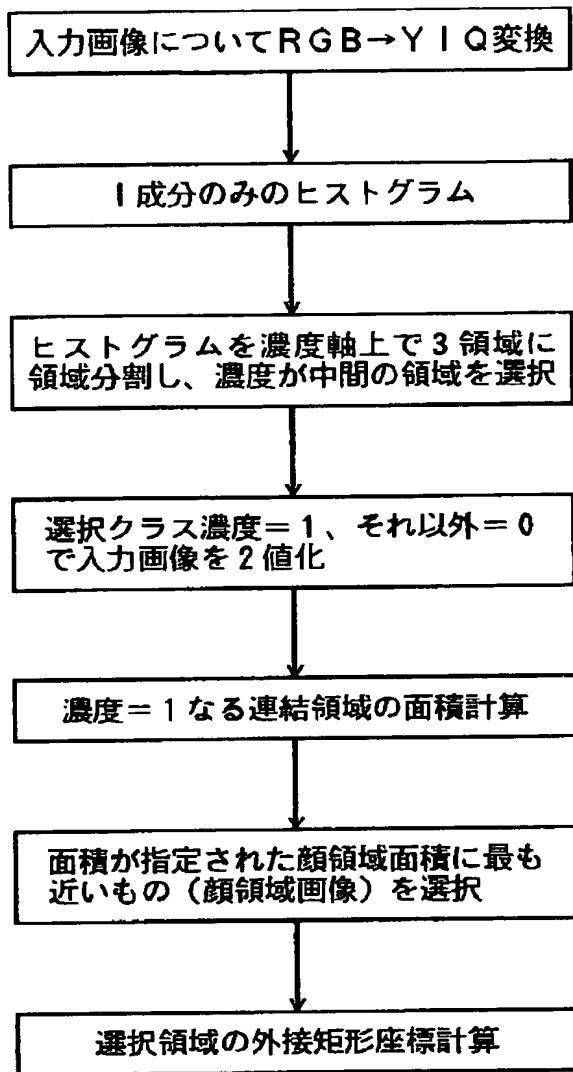 入力画像についてRGB→YIQ変換
I成分のみのヒストグラム
ヒストグラムを濃度軸上で3領域に
領域分割し、濃度が中間の領域を選択
選択クラス濃度=1、それ以外=0
で入力画像を2値化
濃度=1なる連結領域の面積計算
面積が指定された顔領域面積に最も
近いもの(顔領域画像)を選択
選択領域の外接矩形座標計算